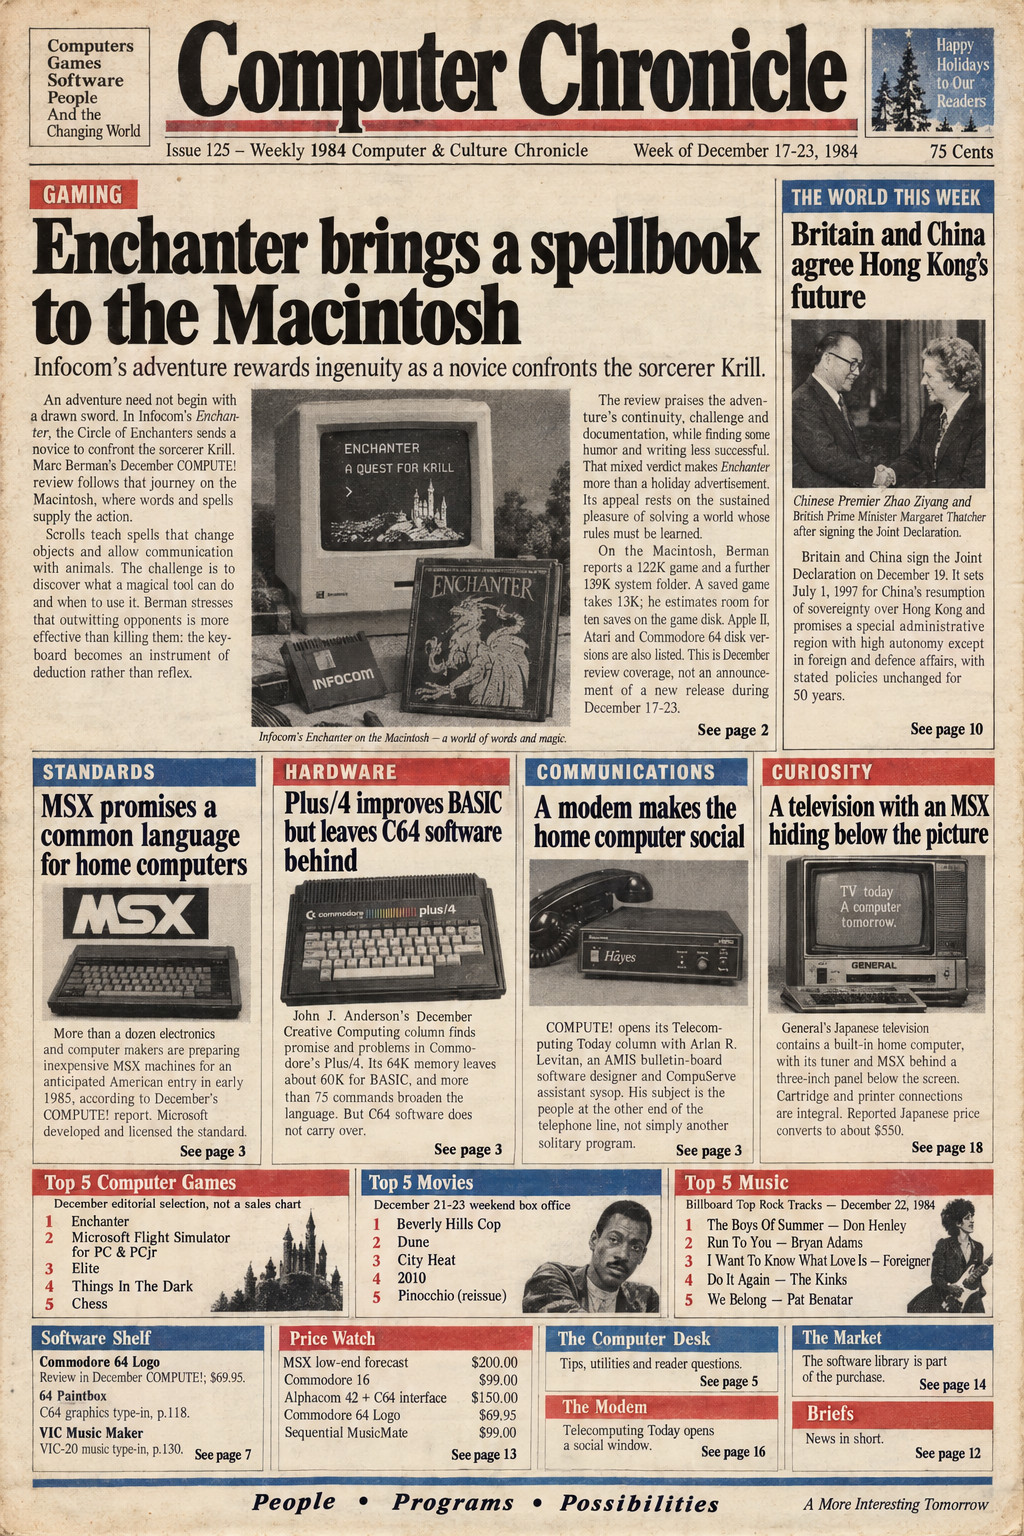 Computers
Games
Software
People
And the
Changing World
Computer Chronicle
Happy
Holidays
to Our
Readers
Issue 125 – Weekly 1984 Computer & Culture Chronicle
Week of December 17-23, 1984
75 Cents
GAMING
Enchanter brings a spellbook
to the Macintosh
Infocom's adventure rewards ingenuity as a novice confronts the sorcerer Krill.
An adventure need not begin with
a drawn sword. In Infocom's Enchan-
ter, the Circle of Enchanters sends a
novice to confront the sorcerer Krill.
Marc Berman's December COMPUTE!
review follows that journey on the
Macintosh, where words and spells
supply the action.
Scrolls teach spells that change
objects and allow communication
with animals. The challenge is to
discover what a magical tool can do
and when to use it. Berman stresses
that outwitting opponents is more
effective than killing them: the key-
board becomes an instrument of
deduction rather than reflex.
ENCHANTER
A QUEST FOR KRILL
>
ENCHANTER
INFOCOM
Infocom's Enchanter on the Macintosh – a world of words and magic.
The review praises the adven-
ture's continuity, challenge and
documentation, while finding some
humor and writing less successful.
That mixed verdict makes Enchanter
more than a holiday advertisement.
Its appeal rests on the sustained
pleasure of solving a world whose
rules must be learned.
On the Macintosh, Berman
reports a 122K game and a further
139K system folder. A saved game
takes 13K; he estimates room for
ten saves on the game disk. Apple II,
Atari and Commodore 64 disk ver-
sions are also listed. This is December
review coverage, not an announce-
ment of a new release during
December 17-23.
See page 2
THE WORLD THIS WEEK
Britain and China
agree Hong Kong's
future
Chinese Premier Zhao Ziyang and
British Prime Minister Margaret Thatcher
after signing the Joint Declaration.
Britain and China sign the Joint
Declaration on December 19. It sets
July 1, 1997 for China's resumption
of sovereignty over Hong Kong and
promises a special administrative
region with high autonomy except
in foreign and defence affairs, with
stated policies unchanged for
50 years.
See page 10
STANDARDS
MSX promises a
common language
for home computers
MSX
More than a dozen electronics
and computer makers are preparing
inexpensive MSX machines for an
anticipated American entry in early
1985, according to December's
COMPUTE! report. Microsoft
developed and licensed the standard.
See page 3
HARDWARE
Plus/4 improves BASIC
but leaves C64 software
behind
commodore plus/4
John J. Anderson's December
Creative Computing column finds
promise and problems in Commo-
dore's Plus/4. Its 64K memory leaves
about 60K for BASIC, and more
than 75 commands broaden the
language. But C64 software does
not carry over.
See page 3
COMMUNICATIONS
A modem makes the
home computer social
Hayes
COMPUTE! opens its Telecom-
puting Today column with Arlan R.
Levitan, an AMIS bulletin-board
software designer and CompuServe
assistant sysop. His subject is the
people at the other end of the
telephone line, not simply another
solitary program.
See page 3
CURIOSITY
A television with an MSX
hiding below the picture
TV today
A computer
tomorrow.
GENERAL
General's Japanese television
contains a built-in home computer,
with its tuner and MSX behind a
three-inch panel below the screen.
Cartridge and printer connections
are integral. Reported Japanese price
converts to about $550.
See page 18
Top 5 Computer Games
December editorial selection, not a sales chart
1 Enchanter
2 Microsoft Flight Simulator
for PC & PCjr
3 Elite
4 Things In The Dark
5 Chess
Top 5 Movies
December 21-23 weekend box office
1 Beverly Hills Cop
2 Dune
3 City Heat
4 2010
5 Pinocchio (reissue)
Top 5 Music
Billboard Top Rock Tracks — December 22, 1984
1 The Boys Of Summer — Don Henley
2 Run To You — Bryan Adams
3 I Want To Know What Love Is — Foreigner
4 Do It Again — The Kinks
5 We Belong — Pat Benatar
Software Shelf
Commodore 64 Logo
Review in December COMPUTE!; $69.95.
64 Paintbox
C64 graphics type-in, p.118.
VIC Music Maker
VIC-20 music type-in, p.130.
See page 7
Price Watch
MSX low-end forecast $200.00
Commodore 16 $99.00
Alphacom 42 + C64 interface $150.00
Commodore 64 Logo $69.95
Sequential MusicMate $99.00
See page 13
The Computer Desk
Tips, utilities and reader questions.
See page 5
The Modem
Telecomputing Today opens
a social window.
See page 16
The Market
The software library is part
of the purchase.
See page 14
Briefs
News in short.
See page 12
People • Programs • Possibilities
A More Interesting Tomorrow